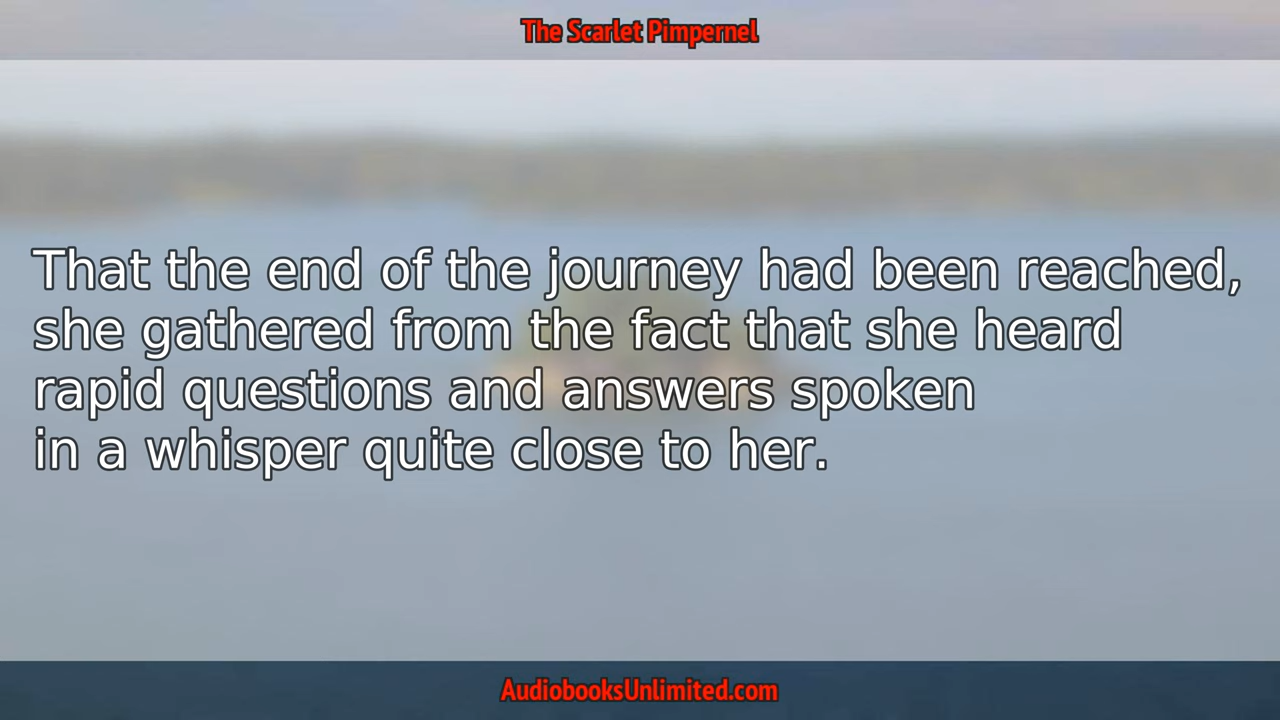 The Scarlet Pimpernel
That the end of the journey had been reached,
she gathered from the fact that she heard
rapid questions and answers spoken
in a whisper quite close to her.
AudiobooksUnlimited.com